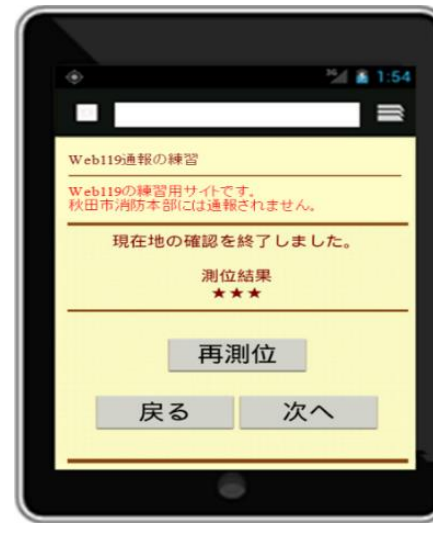 3G 1:54
Web119通報の練習
Web119の練習用サイトです。
秋田市消防本部には通報されません。
現在地の確認を終了しました。
測位結果
★★★
再測位
戻る 次へ